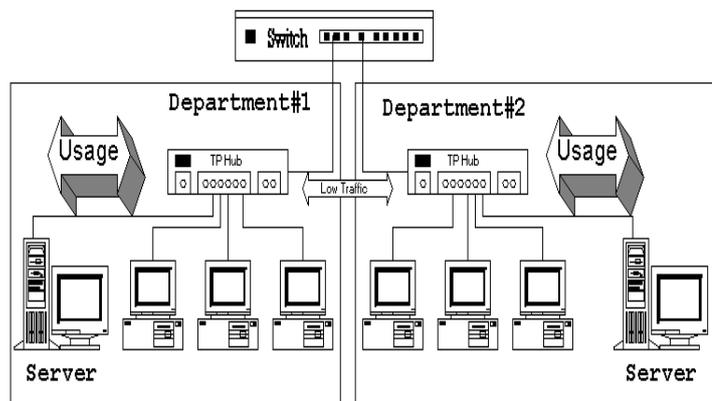 Switch
Department#1
Department#2
Usage
TP Hub
Low Traffic
TP Hub
Usage
Server
Server